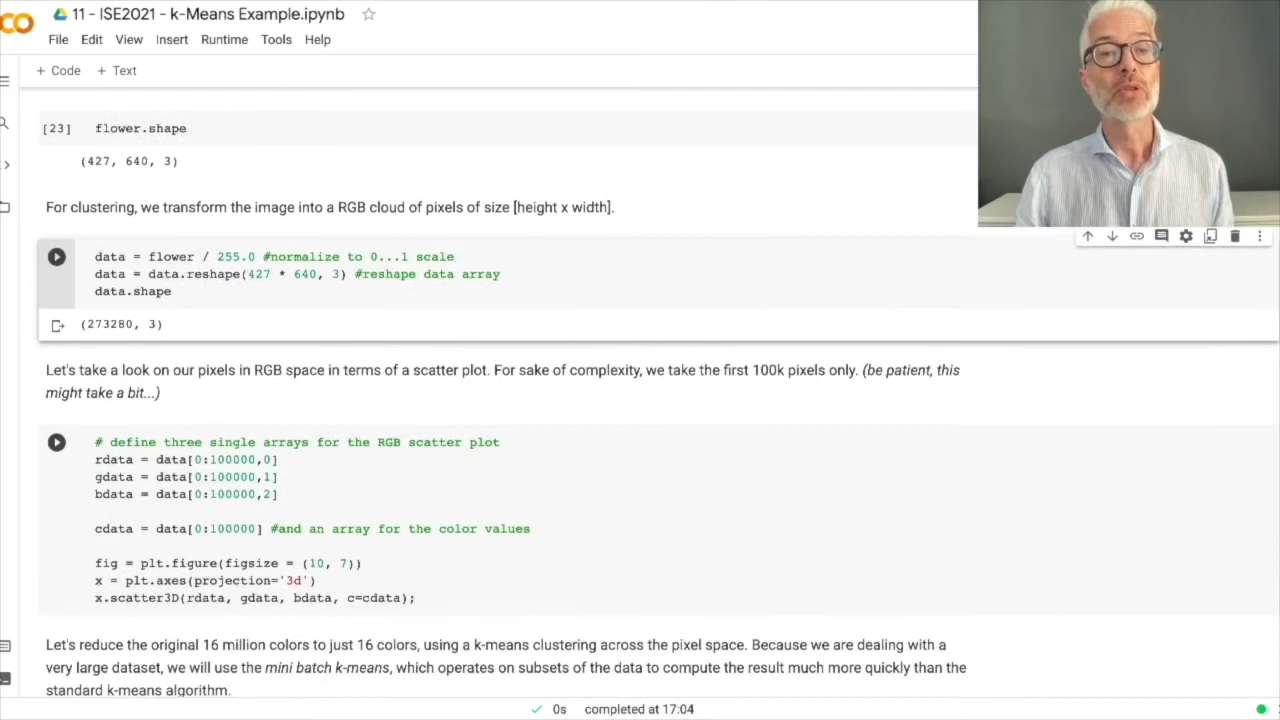 CO
11 - ISE2021 - k-Means Example.ipynb
File Edit View Insert Runtime Tools Help
+ Code + Text
[23] flower.shape
(427, 640, 3)
For clustering, we transform the image into a RGB cloud of pixels of size [height x width].
data = flower / 255.0 #normalize to 0...1 scale
data = data.reshape(427 * 640, 3) #reshape data array
data.shape
(273280, 3)
Let's take a look on our pixels in RGB space in terms of a scatter plot. For sake of complexity, we take the first 100k pixels only. (be patient, this
might take a bit...)
# define three single arrays for the RGB scatter plot
rdata = data[0:100000,0]
gdata = data[0:100000,1]
bdata = data[0:100000,2]
cdata = data[0:100000] #and an array for the color values
fig = plt.figure(figsize = (10, 7))
x = plt.axes(projection='3d')
x.scatter3D(rdata, gdata, bdata, c=cdata);
Let's reduce the original 16 million colors to just 16 colors, using a k-means clustering across the pixel space. Because we are dealing with a
very large dataset, we will use the mini batch k-means, which operates on subsets of the data to compute the result much more quickly than the
standard k-means algorithm.
0s completed at 17:04